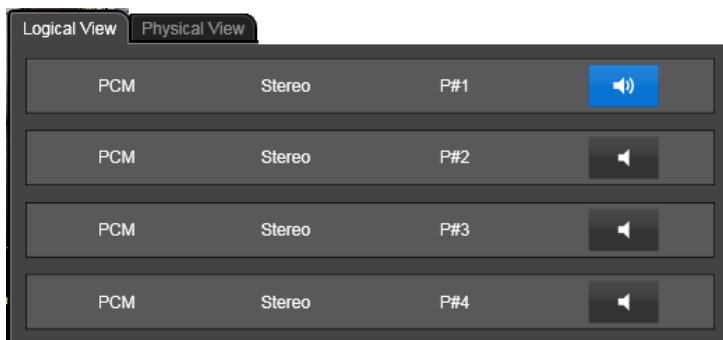 Logical View Physical View
PCM Stereo P#1
PCM Stereo P#2
PCM Stereo P#3
PCM Stereo P#4